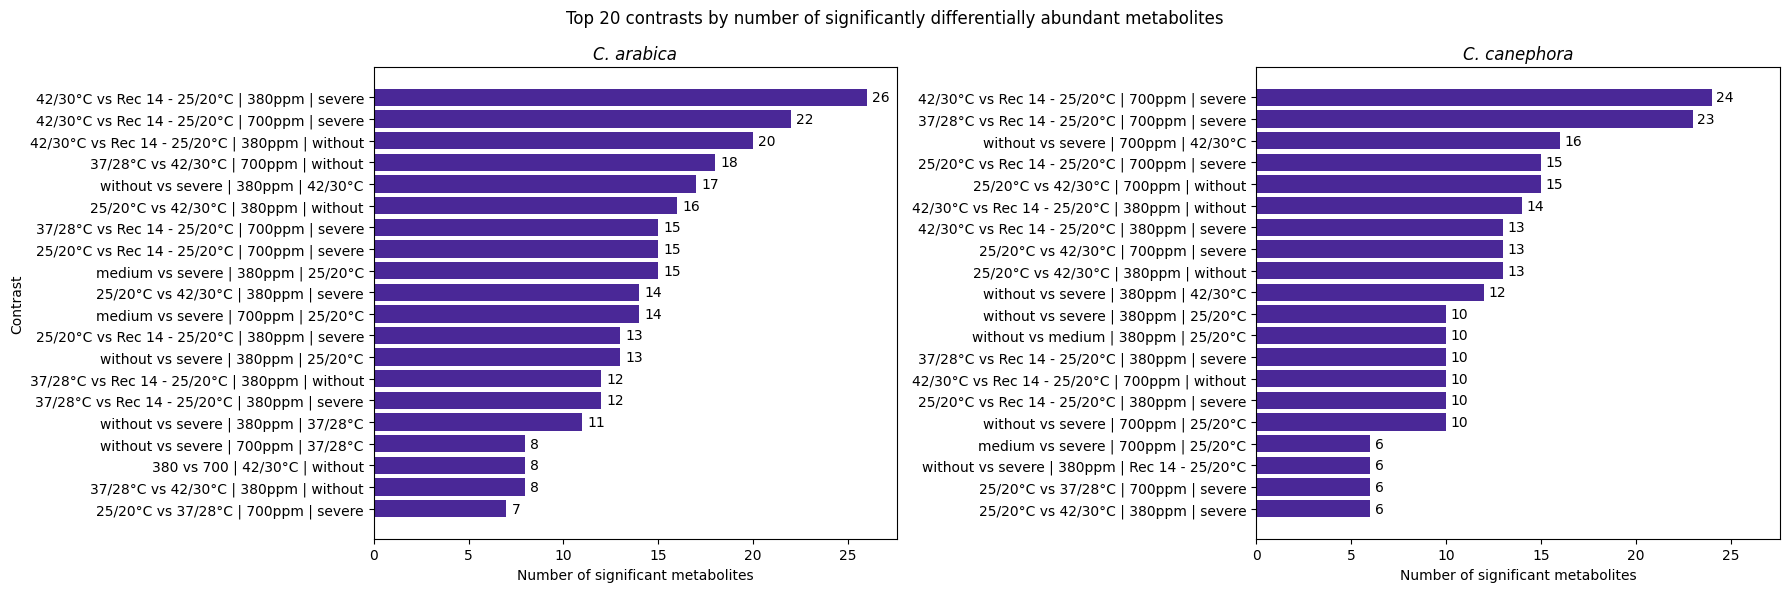 Top 20 contrasts by number of significantly differentially abundant metabolites
C. arabica
Contrast
42/30°C vs Rec 14 - 25/20°C | 380ppm | severe 26
42/30°C vs Rec 14 - 25/20°C | 700ppm | severe 22
42/30°C vs Rec 14 - 25/20°C | 380ppm | without 20
37/28°C vs 42/30°C | 700ppm | without 18
without vs severe | 380ppm | 42/30°C 17
25/20°C vs 42/30°C | 380ppm | without 16
37/28°C vs Rec 14 - 25/20°C | 700ppm | severe 15
25/20°C vs Rec 14 - 25/20°C | 700ppm | severe 15
medium vs severe | 380ppm | 25/20°C 15
25/20°C vs 42/30°C | 380ppm | severe 14
medium vs severe | 700ppm | 25/20°C 14
25/20°C vs Rec 14 - 25/20°C | 380ppm | severe 13
without vs severe | 380ppm | 25/20°C 13
37/28°C vs Rec 14 - 25/20°C | 380ppm | without 12
37/28°C vs Rec 14 - 25/20°C | 380ppm | severe 12
without vs severe | 380ppm | 37/28°C 11
without vs severe | 700ppm | 37/28°C 8
380 vs 700 | 42/30°C | without 8
37/28°C vs 42/30°C | 380ppm | without 8
25/20°C vs 37/28°C | 700ppm | severe 7
0 5 10 15 20 25
Number of significant metabolites
C. canephora
42/30°C vs Rec 14 - 25/20°C | 700ppm | severe 24
37/28°C vs Rec 14 - 25/20°C | 700ppm | severe 23
without vs severe | 700ppm | 42/30°C 16
25/20°C vs Rec 14 - 25/20°C | 700ppm | severe 15
25/20°C vs 42/30°C | 700ppm | without 15
42/30°C vs Rec 14 - 25/20°C | 380ppm | without 14
42/30°C vs Rec 14 - 25/20°C | 380ppm | severe 13
25/20°C vs 42/30°C | 700ppm | severe 13
25/20°C vs 42/30°C | 380ppm | without 13
without vs severe | 380ppm | 42/30°C 12
without vs severe | 380ppm | 25/20°C 10
without vs medium | 380ppm | 25/20°C 10
37/28°C vs Rec 14 - 25/20°C | 380ppm | severe 10
42/30°C vs Rec 14 - 25/20°C | 700ppm | without 10
25/20°C vs Rec 14 - 25/20°C | 380ppm | severe 10
without vs severe | 700ppm | 25/20°C 10
medium vs severe | 700ppm | 25/20°C 6
without vs severe | 380ppm | Rec 14 - 25/20°C 6
25/20°C vs 37/28°C | 700ppm | severe 6
25/20°C vs 42/30°C | 380ppm | severe 6
0 5 10 15 20 25
Number of significant metabolites